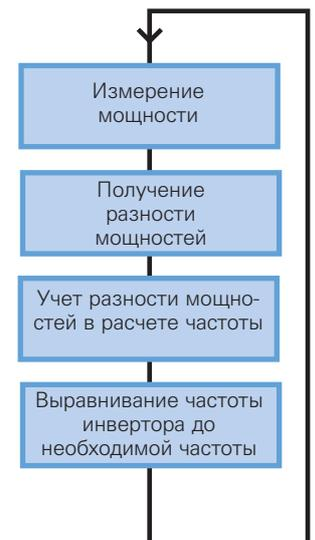 Измерение
мощности
Получение
разности
мощностей
Учет разности мощно-
стей в расчете частоты
Выравнивание частоты
инвертора до
необходимой частоты